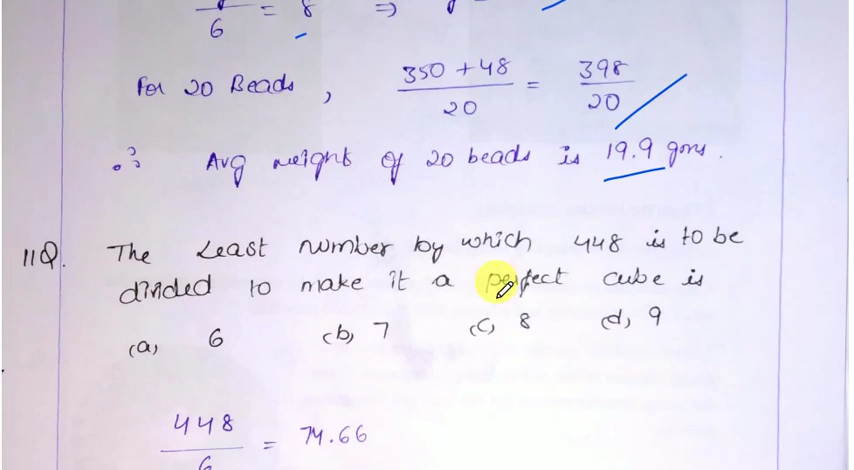 6 = 8 ⇒
For 20 Beads, (350 + 48)/20 = 398/20
∴ Avg weight of 20 beads is 19.9 gms.
11Q. The Least number by which 448 is to be
divided to make it a perfect cube is
(a) 6 (b) 7 (c) 8 (d) 9
448/6 = 74.66